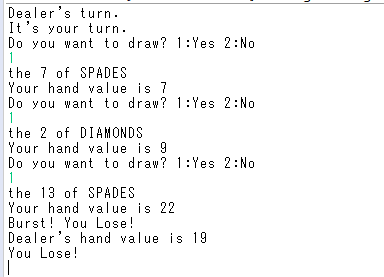 Dealer's turn.
It's your turn.
Do you want to draw? 1:Yes 2:No
1
the 7 of SPADES
Your hand value is 7
Do you want to draw? 1:Yes 2:No
1
the 2 of DIAMONDS
Your hand value is 9
Do you want to draw? 1:Yes 2:No
1
the 13 of SPADES
Your hand value is 22
Burst! You Lose!
Dealer's hand value is 19
You Lose!